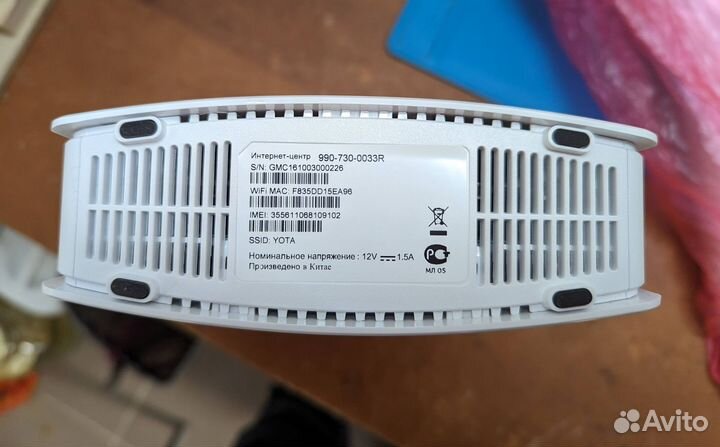 Интернет-центр 990-730-0033R
S/N: GMC161003000226
WiFi MAC: F835DD15EA96
IMEI: 355611068109102
SSID: YOTA
Номинальное напряжение : 12V 1.5A
Произведено в Китае
МЛ 05
Avito